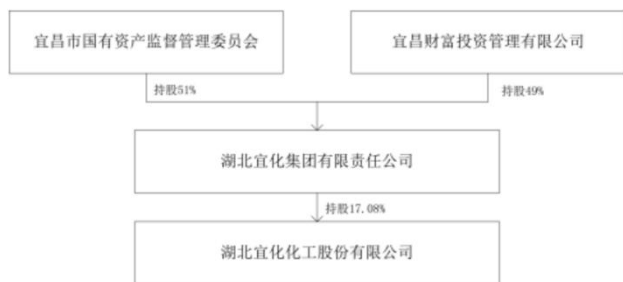 宜昌市国有资产监督管理委员会
宜昌财富投资管理有限公司
持股51%
持股49%
湖北宜化集团有限责任公司
持股17.08%
湖北宜化化工股份有限公司